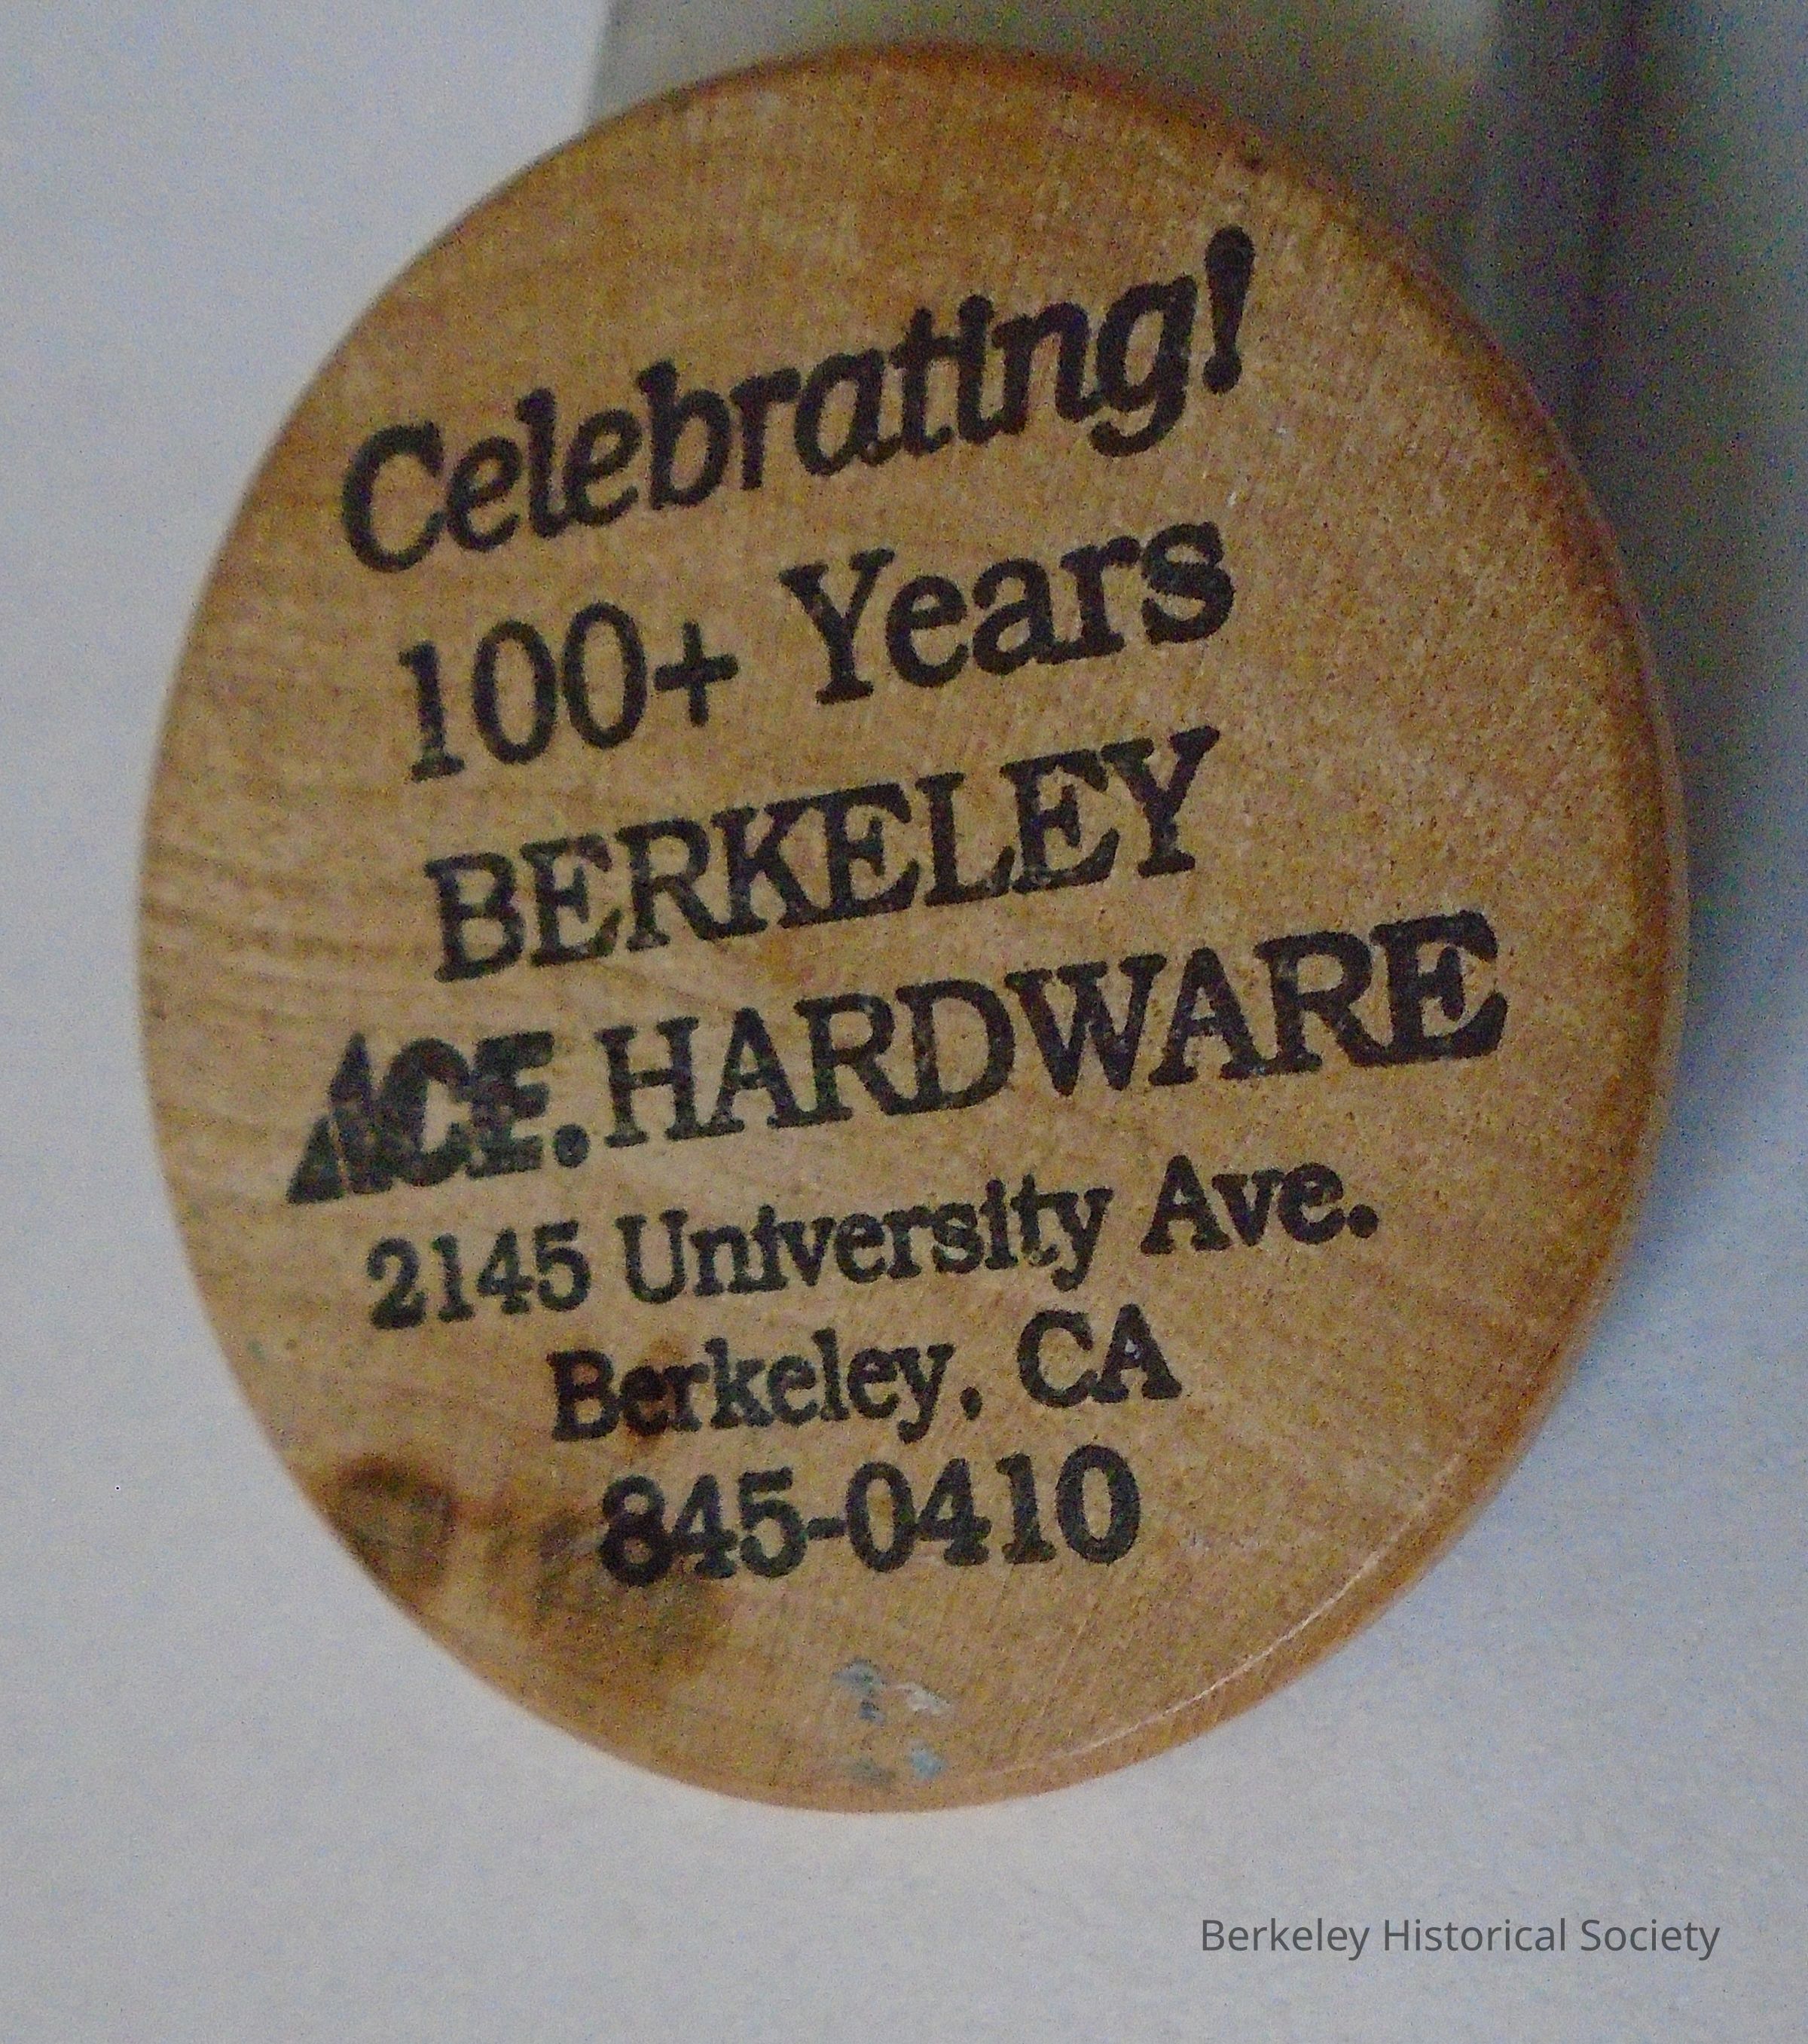 Celebrating!
100+ Years
BERKELEY
ACE. HARDWARE
2145 University Ave.
Berkeley, CA
845-0410
Berkeley Historical Society